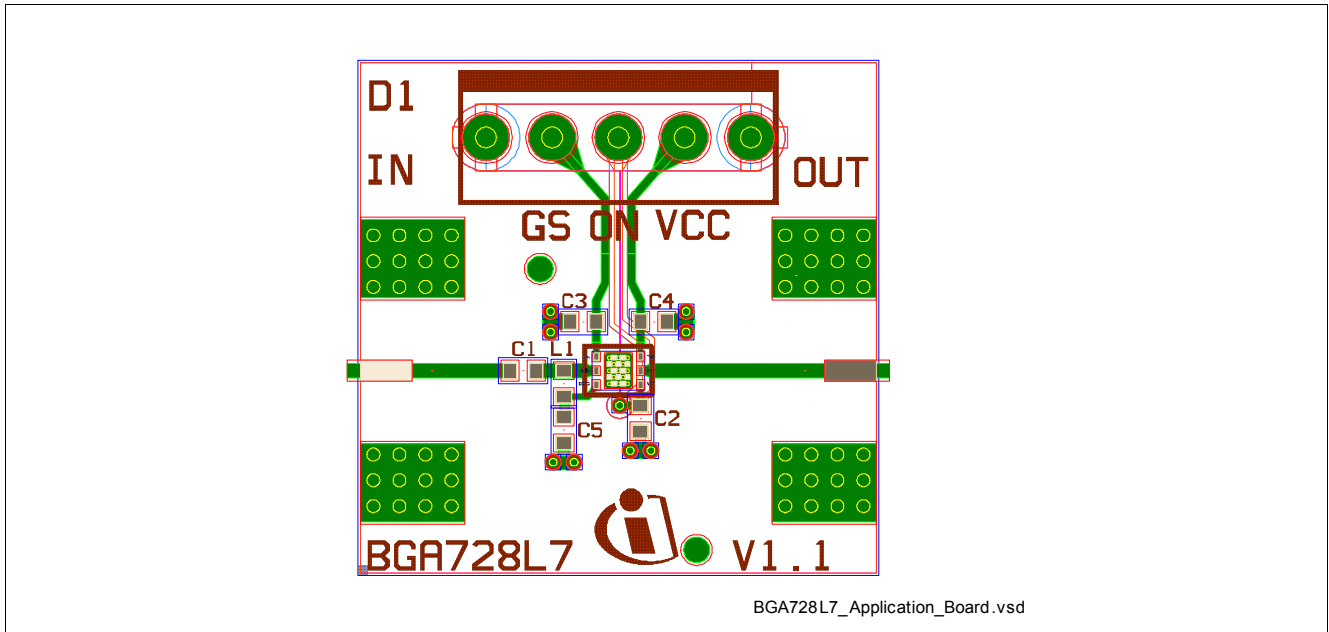 D1
IN
OUT
GS ON VCC
C3
C4
C1
L1
C2
C5
BGA728L7
V1.1
BGA728L7_Application_Board.vsd